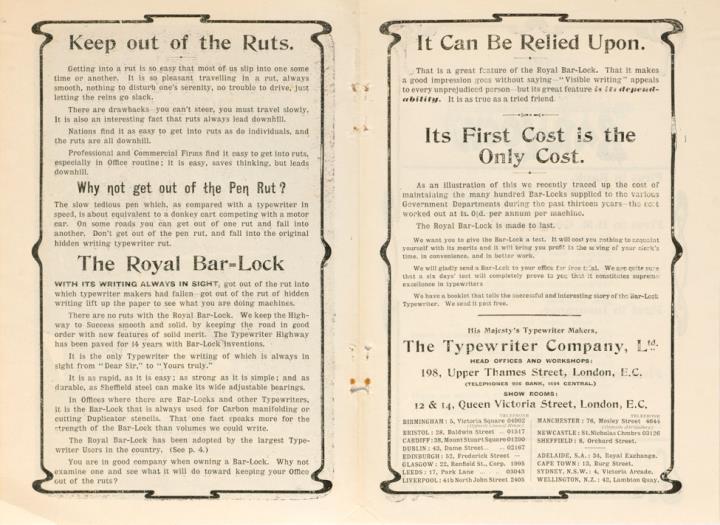 Keep out of the Ruts.
Getting into a rut is so easy that most of us slip into one some
time or another. It is so pleasant travelling in a rut, always
smooth, nothing to disturb one's serenity, no trouble to drive, just
letting the reins go slack.
There are drawbacks—you can't steer, you must travel slowly.
It is also an interesting fact that ruts always lead downhill.
Nations find it as easy to get into ruts as do individuals, and
the ruts are all downhill.
Professional and Commercial Firms find it easy to get into ruts,
especially in Office routine; it is easy, saves thinking, but leads
downhill.
Why not get out of the Pen Rut?
The slow tedious pen which, as compared with a typewriter in
speed, is about equivalent to a donkey cart competing with a motor
car. On some roads you can get out of one rut and fall into
another. Don't get out of the pen rut, and fall into the original
hidden writing typewriter rut.
The Royal Bar=Lock
WITH ITS WRITING ALWAYS IN SIGHT, got out of the rut into
which typewriter makers had fallen—got out of the rut of hidden
writing lift up the paper to see what you are doing machines.
There are no ruts with the Royal Bar-Lock. We keep the High-
way to Success smooth and solid, by keeping the road in good
order with new features of solid merit. The Typewriter Highway
has been paved for 14 years with Bar-Lock inventions.
It is the only Typewriter the writing of which is always in
sight from "Dear Sir," to "Yours truly."
It is as rapid, as it is easy; as strong as it is simple; and as
durable, as Sheffield steel can make its wide adjustable bearings.
In Offices where there are Bar-Locks and other Typewriters,
it is the Bar-Lock that is always used for Carbon manifolding or
cutting Duplicator stencils. That one fact speaks more for the
strength of the Bar-Lock than volumes we could write.
The Royal Bar-Lock has been adopted by the largest Type-
writer Users in the country. (See p. 4.)
You are in good company when owning a Bar-Lock. Why not
examine one and see what it will do toward keeping your Office
out of the ruts?
It Can Be Relied Upon.
That is a great feature of the Royal Bar-Lock. That it makes
a good impression goes without saying—"Visible writing" appeals
to every unprejudiced person—but its great feature is its depend-
ability. It is as true as a tried friend.
Its First Cost is the
Only Cost.
As an illustration of this we recently traced up the cost of
maintaining the many hundred Bar-Locks supplied to the various
Government Departments during the past thirteen years—the cost
worked out at 1s. 0½d. per annum per machine.
The Royal Bar-Lock is made to last.
We want you to give the Bar-Lock a test. It will cost you nothing to acquaint
yourself with its merits and it will bring you profit in the saving of your clerk's
time, in convenience, and in better work.
We will gladly send a Bar-Lock to your office for free trial. We are quite sure
that a six days' test will completely prove to you that it constitutes supreme
excellence in typewriters
We have a booklet that tells the successful and interesting story of the Bar-Lock
Typewriter. We send it post free.
His Majesty's Typewriter Makers,
The Typewriter Company, Ltd.
HEAD OFFICES AND WORKSHOPS:
198, Upper Thames Street, London, E.C.
SHOW ROOMS:
12 & 14, Queen Victoria Street, London, E.C.
TELEPHONE
BIRMINGHAM: 5, Victoria Square 04902
BRISTOL: 28, Baldwin Street .. 01357
CARDIFF: 38, Mount Stuart Square 01200
DUBLIN: 43, Dame Street .. 02167
EDINBURGH: 52, Frederick Street —
GLASGOW: 22, Renfield St., Corp. 1995
LEEDS: 17, Park Lane .. 03043
LIVERPOOL: 41b North John Street 2405
TELEPHONE
MANCHESTER: 76, Mosley Street 4644
NEWCASTLE: St. Nicholas Chmbrs 03126
SHEFFIELD: 8, Orchard Street.
ADELAIDE, S.A.: 34, Royal Exchange.
CAPE TOWN: 13, Burg Street.
SYDNEY, N.S.W.: 4, Victoria Arcade.
WELLINGTON, N.Z.: 42, Lambton Quay.